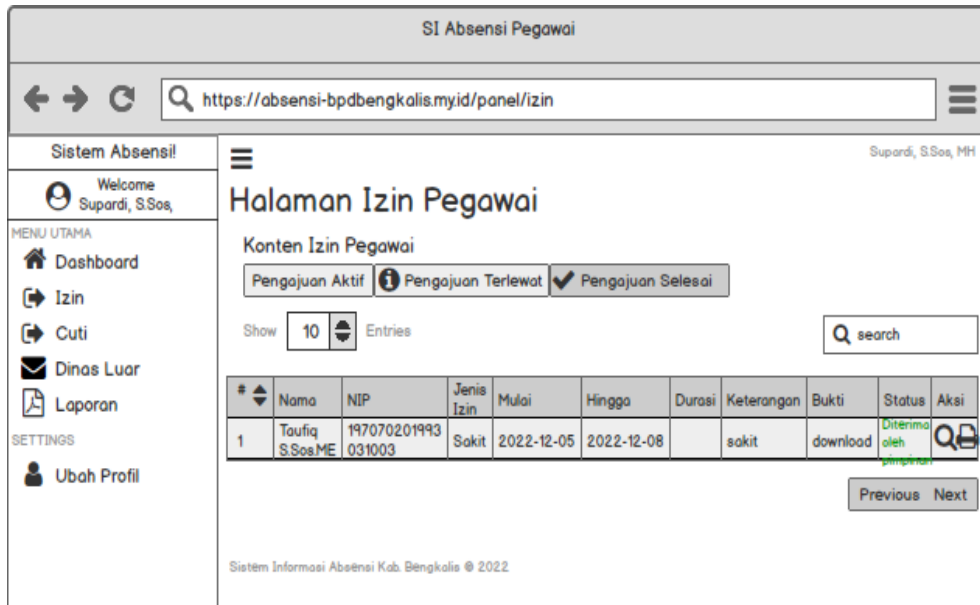 SI Absensi Pegawai
https://absensi-bpdbengkalis.my.id/panel/izin
Sistem Absensi!
Welcome
Supardi, S.Sos,
MENU UTAMA
Dashboard
Izin
Cuti
Dinas Luar
Laporan
SETTINGS
Ubah Profil
Supardi, S.Sos, MH
Halaman Izin Pegawai
Konten Izin Pegawai
Pengajuan Aktif Pengajuan Terlewat Pengajuan Selesai
Show 10 Entries
search
# Nama NIP Jenis Izin Mulai Hingga Durasi Keterangan Bukti Status Aksi
1 Taufiq S.Sos.ME 197070201993031003 Sakit 2022-12-05 2022-12-08 sakit download Diterima oleh pimpinan
Previous Next
Sistem Informasi Absensi Kab. Bengkalis @ 2022